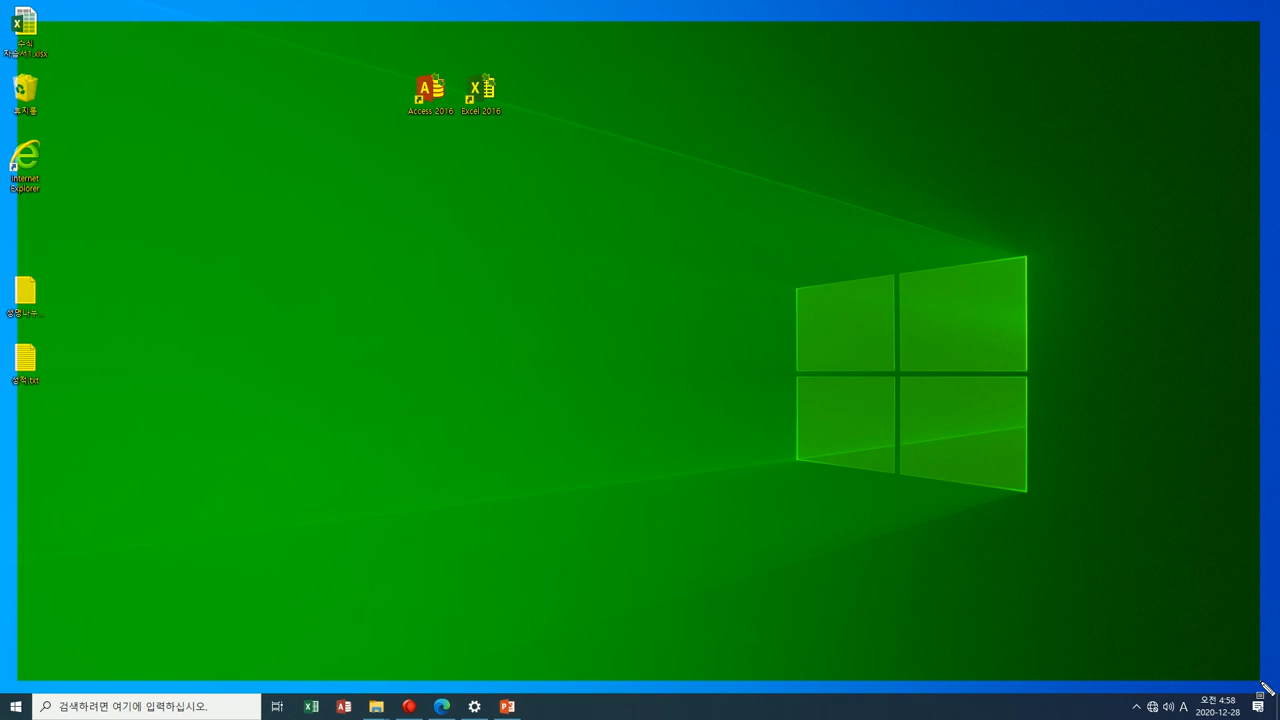 수식
자습서1.xlsx
휴지통
Internet
Explorer
성적.txt
Access 2016
Excel 2016
검색하려면 여기에 입력하십시오.
A
오전 4:58
2020-12-28